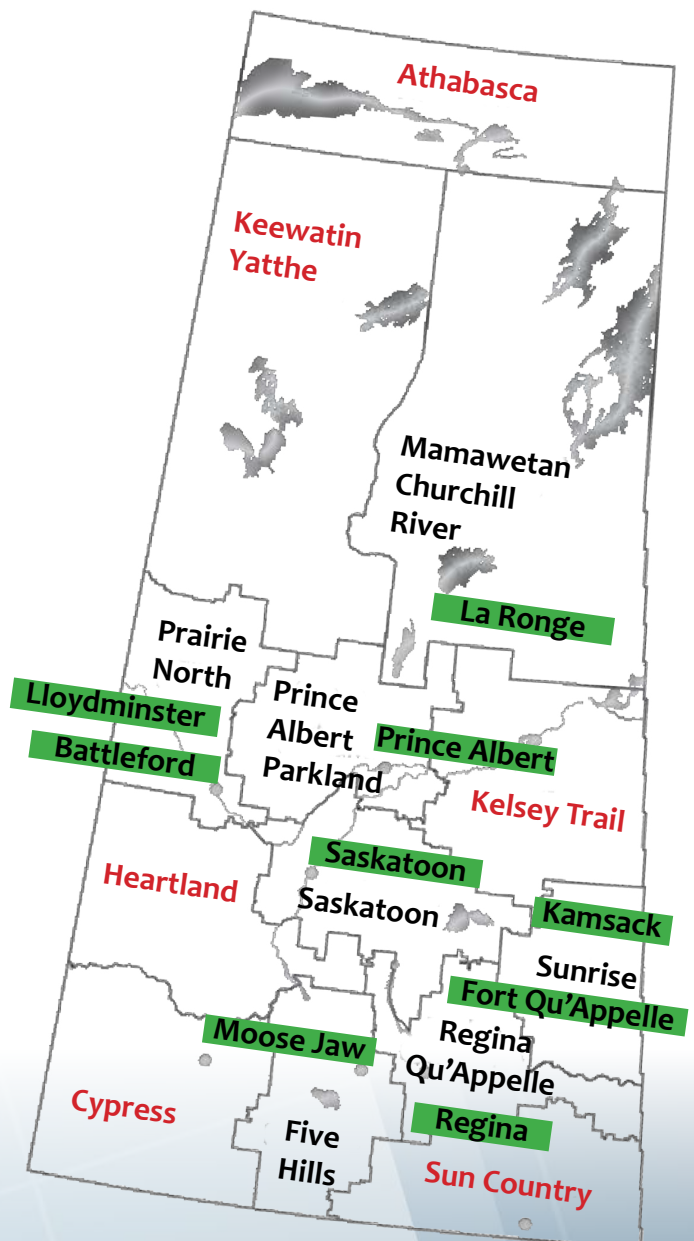 Athabasca
Keewatin
Yatthe
Mamawetan
Churchill
River
La Ronge
Prairie
North
Lloydminster
Battleford
Prince
Albert
Parkland
Prince Albert
Kelsey Trail
Heartland
Saskatoon
Saskatoon
Kamsack
Sunrise
Fort Qu’Appelle
Moose Jaw
Regina
Qu’Appelle
Cypress
Five
Hills
Regina
Sun Country